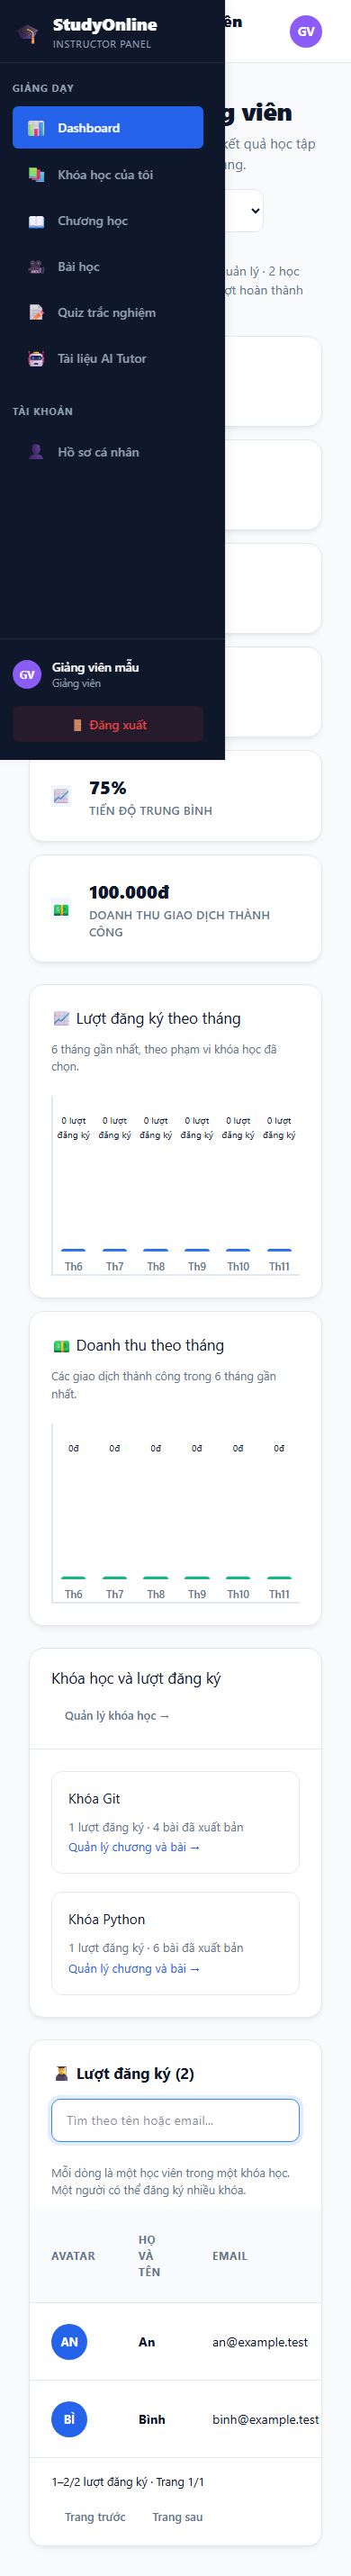 StudyOnline
INSTRUCTOR PANEL
GIẢNG DẠY
Dashboard
Khóa học của tôi
Chương học
Bài học
Quiz trắc nghiệm
Tài liệu AI Tutor
TÀI KHOẢN
Hồ sơ cá nhân
GV
Giảng viên mẫu
Giảng viên
Đăng xuất
GV
viên
kết quả học tập
quản lý · 2 học
hoàn thành
75%
TIẾN ĐỘ TRUNG BÌNH
100.000đ
DOANH THU GIAO DỊCH THÀNH
CÔNG
Lượt đăng ký theo tháng
6 tháng gần nhất, theo phạm vi khóa học đã
chọn.
0 lượt 0 lượt 0 lượt 0 lượt 0 lượt 0 lượt
đăng ký đăng ký đăng ký đăng ký đăng ký đăng ký
Th6 Th7 Th8 Th9 Th10 Th11
Doanh thu theo tháng
Các giao dịch thành công trong 6 tháng gần
nhất.
0đ 0đ 0đ 0đ 0đ 0đ
Th6 Th7 Th8 Th9 Th10 Th11
Khóa học và lượt đăng ký
Quản lý khóa học →
Khóa Git
1 lượt đăng ký · 4 bài đã xuất bản
Quản lý chương và bài →
Khóa Python
1 lượt đăng ký · 6 bài đã xuất bản
Quản lý chương và bài →
Lượt đăng ký (2)
Tìm theo tên hoặc email...
Mỗi dòng là một học viên trong một khóa học.
Một người có thể đăng ký nhiều khóa.
AVATAR HỌ VÀ TÊN EMAIL
AN An an@example.test
BÌ Bình binh@example.test
1–2/2 lượt đăng ký · Trang 1/1
Trang trước Trang sau